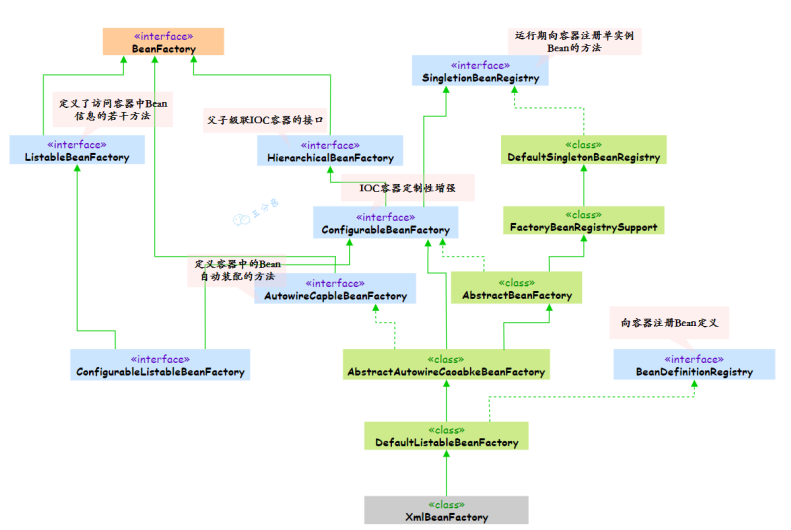 «interface»
BeanFactory
运行期向容器注册单实例
Bean的方法
«interface»
SingletionBeanRegistry
定义了访问容器中Bean
信息的若干方法
«interface»
ListableBeanFactory
父子级联IOC容器的接口
«interface»
HierarchicalBeanFactory
«class»
DefaultSingletonBeanRegistry
IOC容器定制性增强
«interface»
ConfigurableBeanFactory
«class»
FactoryBeanRegistrySupport
三分恶
定义容器中的Bean
自动装配的方法
«interface»
AutowireCapbleBeanFactory
«class»
AbstractBeanFactory
向容器注册Bean定义
«interface»
ConfigurableListableBeanFactory
«class»
AbstractAutowireCaoabkeBeanFactory
«interface»
BeanDefinitionRegistry
«class»
DefaultListableBeanFactory
«class»
XmlBeanFactory